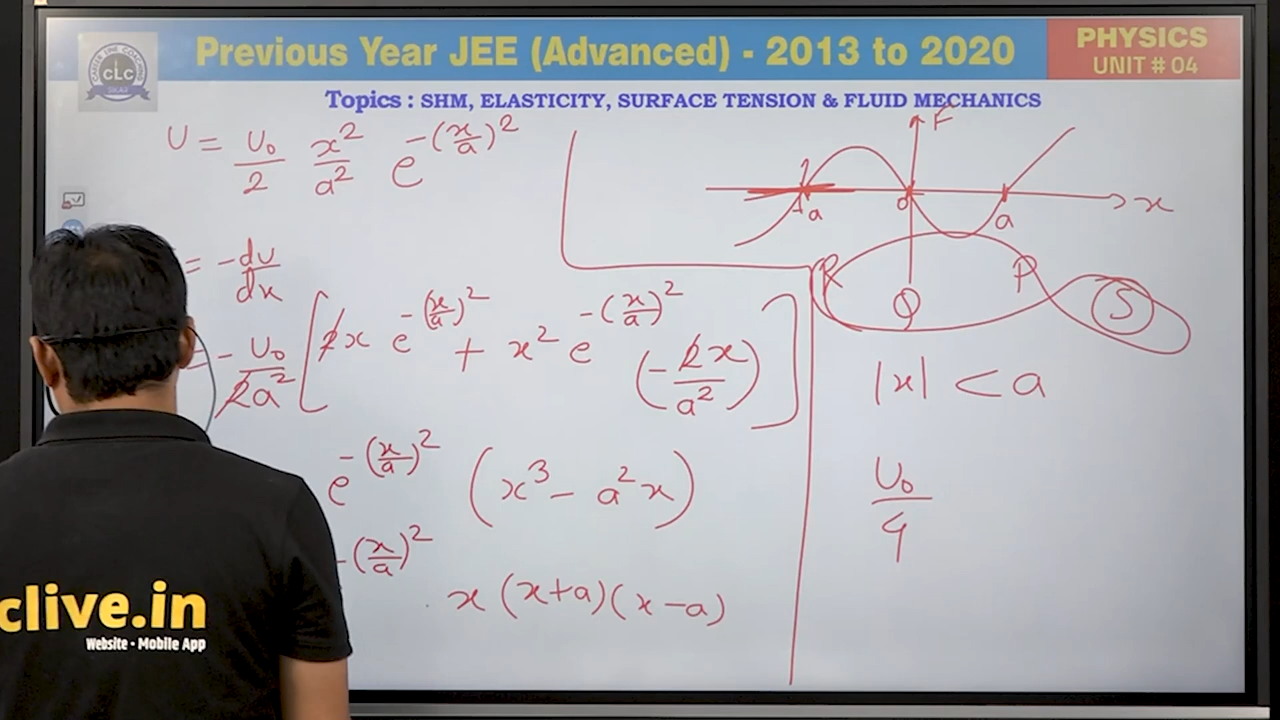 Previous Year JEE (Advanced) - 2013 to 2020
PHYSICS
UNIT # 04
CLC
SIKAR
Topics : SHM, ELASTICITY, SURFACE TENSION & FLUID MECHANICS
U = U₀/2 x²/a² e^-(x/a)²
= -dU/dx
= - U₀/2a² [ 2x e^-(x/a)² + x² e^-(x/a)² (-2x/a²) ]
e^-(x/a)² (x³ - a²x)
-(x/a)² x (x+a)(x-a)
F
x
-a
o
a
R
Q
P
S
|x| < a
U₀/4
clive.in
Website - Mobile App